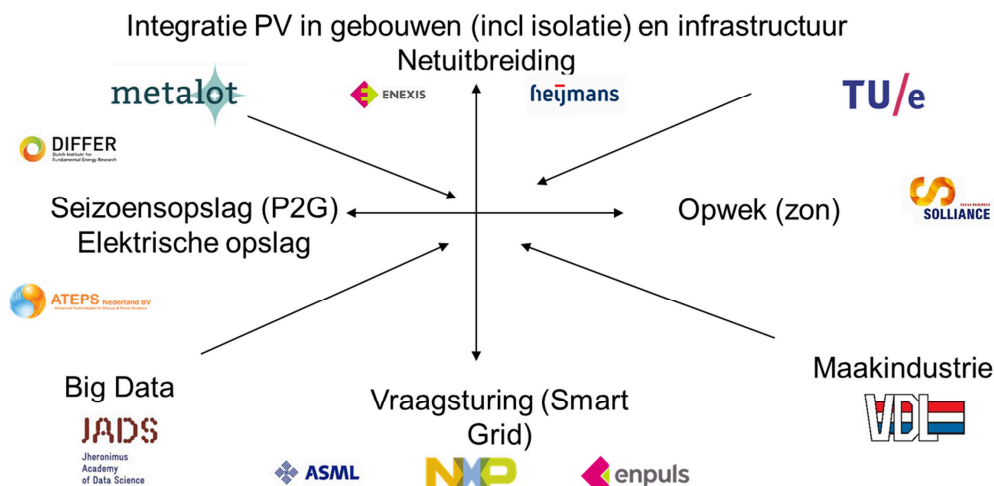 Integratie PV in gebouwen (incl isolatie) en infrastructuur
Netuitbreiding
metalot
ENEXIS
heijmans
TU/e
DIFFER
Dutch Institute for
Fundamental Energy Research
Seizoensopslag (P2G)
Elektrische opslag
Opwek (zon)
SOLLIANCE
ATEPS Nederland BV
Big Data
JADS
Jheronimus
Academy
of Data Science
Vraagsturing (Smart
Grid)
Maakindustrie
VDL
ASML
NXP
enpuls